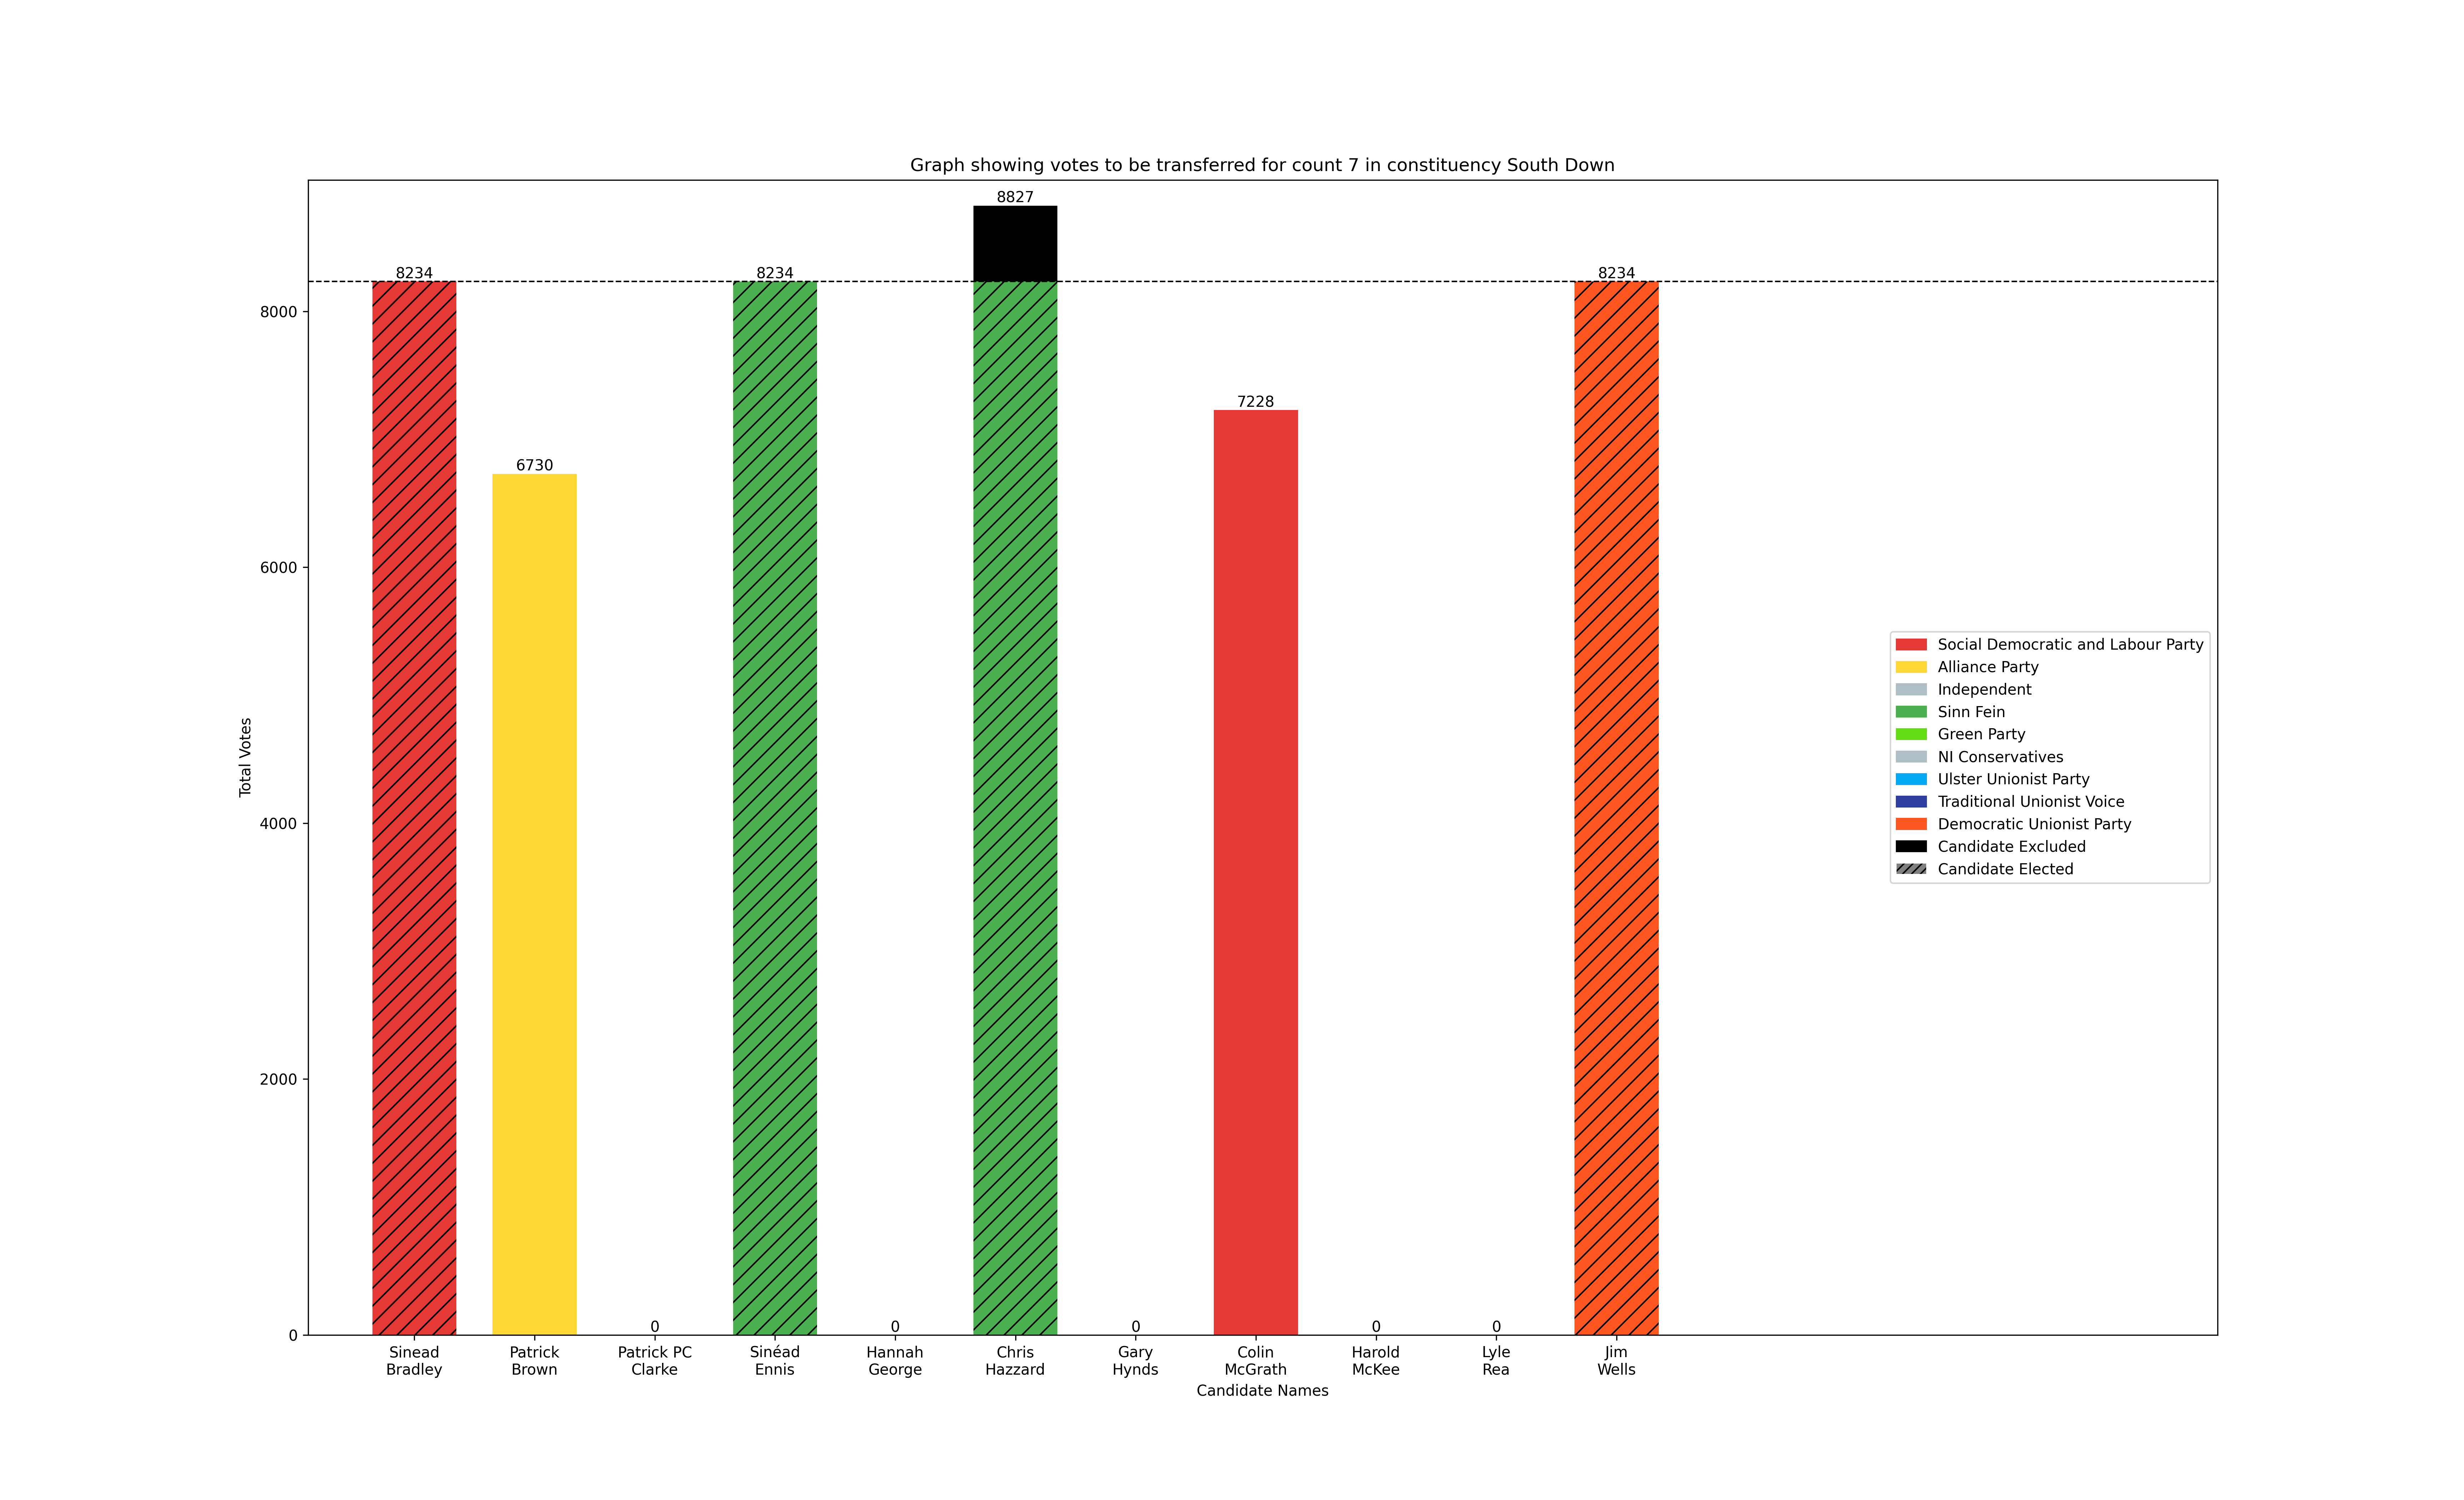 Graph showing votes to be transferred for count 7 in constituency South Down
8827
8234
8234
8234
8000
7228
6730
6000
Social Democratic and Labour Party
Alliance Party
Independent
Sinn Fein
Green Party
NI Conservatives
Ulster Unionist Party
Traditional Unionist Voice
Democratic Unionist Party
Candidate Excluded
Candidate Elected
Total Votes
4000
2000
0
0
0
0
0
0
Sinead
Bradley
Patrick
Brown
Patrick PC
Clarke
Sinéad
Ennis
Hannah
George
Chris
Hazzard
Gary
Hynds
Colin
McGrath
Harold
McKee
Lyle
Rea
Jim
Wells
Candidate Names